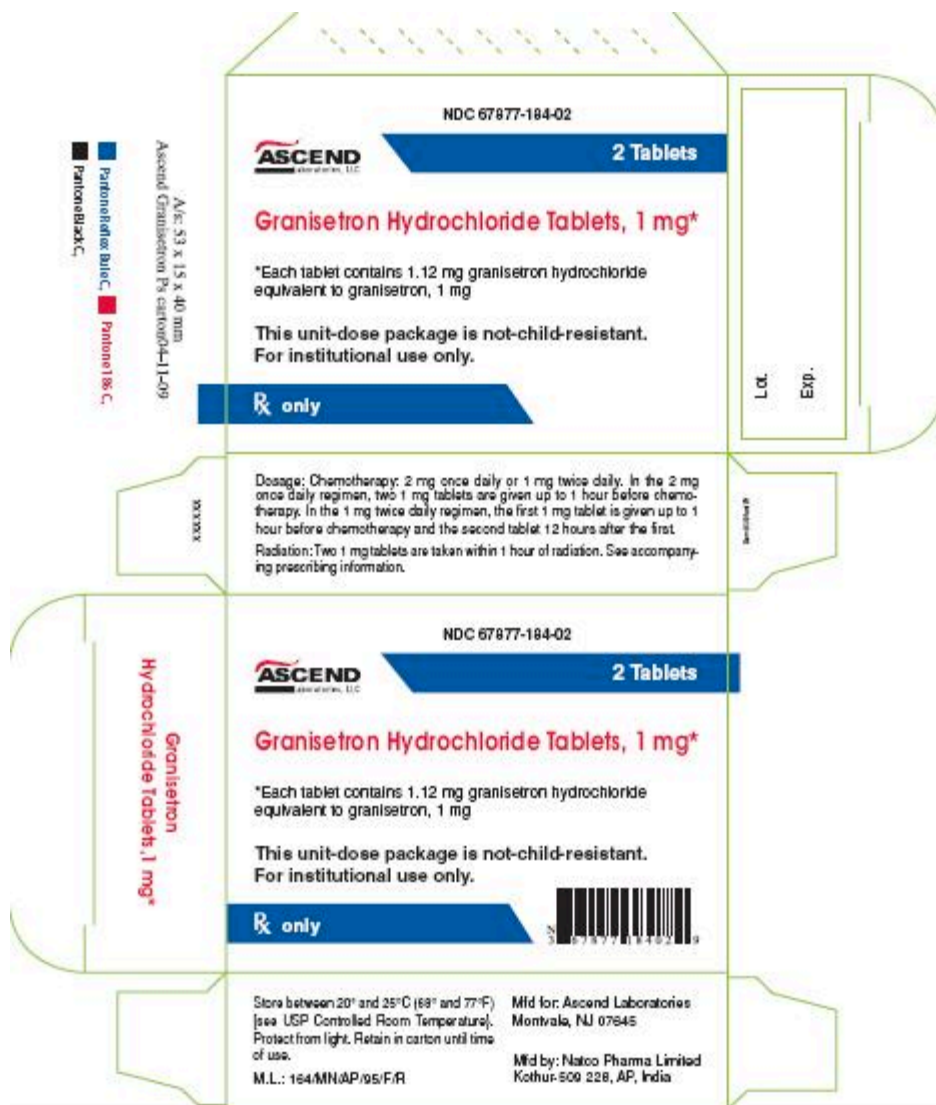 NDC 67877-184-02
ASCEND
Laboratories, LLC
2 Tablets
Granisetron Hydrochloride Tablets, 1 mg*
*Each tablet contains 1.12 mg granisetron hydrochloride
equivalent to granisetron, 1 mg
This unit-dose package is not-child-resistant.
For institutional use only.
Rx only
Lot.
Exp.
A/s: 53 x 15 x 40 mm
Ascend Granisetron Ps carton04-11-09
Pantone Reflex Bule C, Pantone 186 C,
Pantone Black C,
XXXXXX
Dosage: Chemotherapy: 2 mg once daily or 1 mg twice daily. In the 2 mg
once daily regimen, two 1 mg tablets are given up to 1 hour before chemo-
therapy. In the 1 mg twice daily regimen, the first 1 mg tablet is given up to 1
hour before chemotherapy and the second tablet 12 hours after the first.
Radiation: Two 1 mg tablets are taken within 1 hour of radiation. See accompany-
ing prescribing information.
Granisetron
Hydrochloride Tablets,1 mg*
NDC 67877-184-02
ASCEND
Laboratories, LLC
2 Tablets
Granisetron Hydrochloride Tablets, 1 mg*
*Each tablet contains 1.12 mg granisetron hydrochloride
equivalent to granisetron, 1 mg
This unit-dose package is not-child-resistant.
For institutional use only.
Rx only
N
3 67877 18402 9
Store between 20° and 25°C (68° and 77°F)
[see USP Controlled Room Temperature].
Protect from light. Retain in carton until time
of use.
M.L.: 164/MN/AP/95/F/R
Mfd for: Ascend Laboratories
Montvale, NJ 07645
Mfd by: Natco Pharma Limited
Kothur-509 228, AP, India